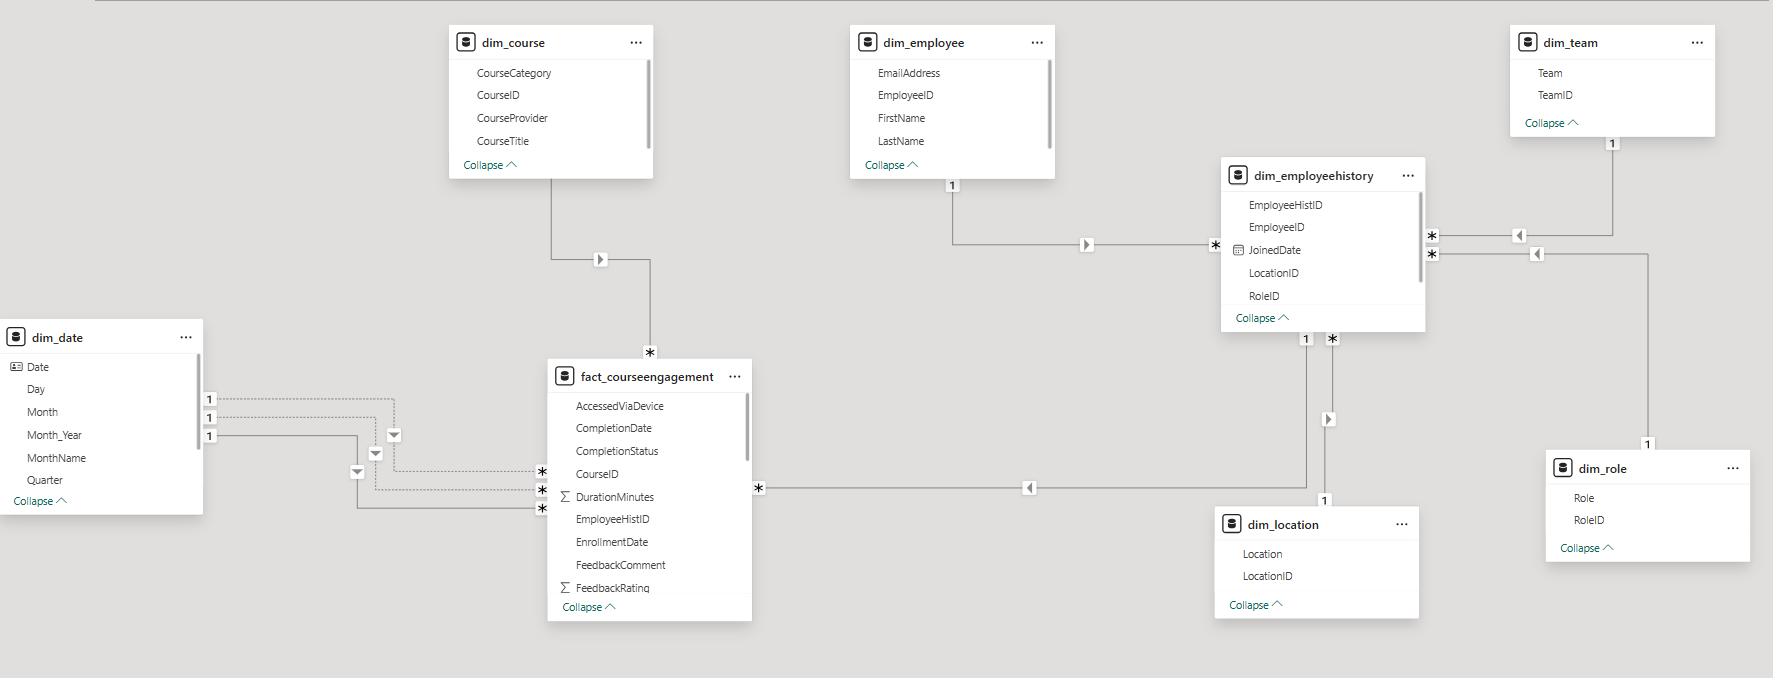 dim_course
CourseCategory
CourseID
CourseProvider
CourseTitle
Collapse
dim_employee
EmailAddress
EmployeeID
FirstName
LastName
Collapse
1
dim_team
Team
TeamID
Collapse
1
dim_employeehistory
EmployeeHistID
EmployeeID
JoinedDate
LocationID
RoleID
Collapse
*
*
*
1
*
dim_date
Date
Day
Month
Month_Year
MonthName
Quarter
Collapse
1
1
1
*
fact_courseengagement
AccessedViaDevice
CompletionDate
CompletionStatus
CourseID
DurationMinutes
EmployeeHistID
EnrollmentDate
FeedbackComment
FeedbackRating
Collapse
*
*
*
*
1
dim_location
Location
LocationID
Collapse
1
dim_role
Role
RoleID
Collapse